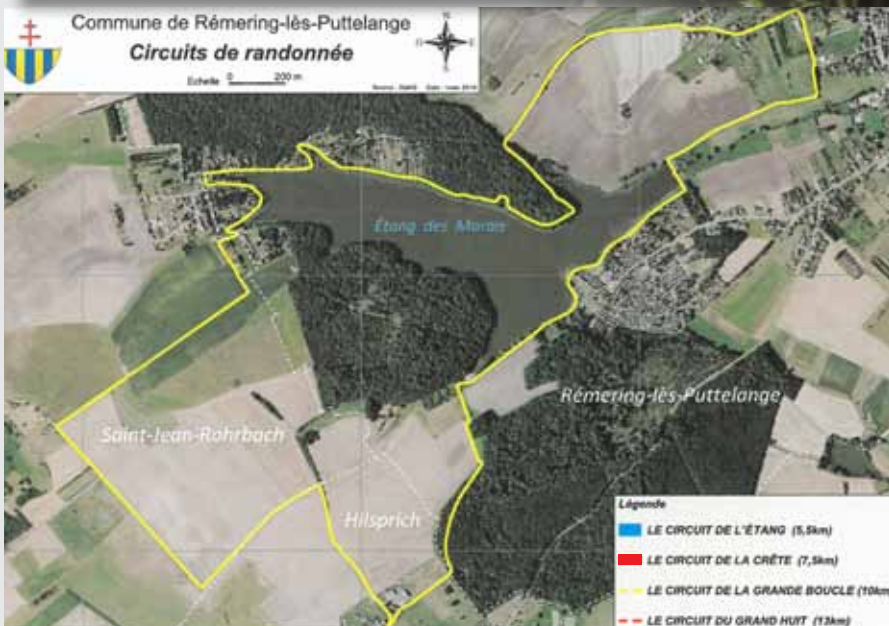 Commune de Rémering-lès-Puttelange
Circuits de randonnée
Echelle 0 200 m
N
Étang des Marais
Rémering-lès-Puttelange
Saint-Jean-Rohrbach
Hilsprich
Légende
LE CIRCUIT DE L'ÉTANG (5,5km)
LE CIRCUIT DE LA CRÊTE (7,5km)
LE CIRCUIT DE LA GRANDE BOUCLE (10km
LE CIRCUIT DU GRAND HUIT (13km)